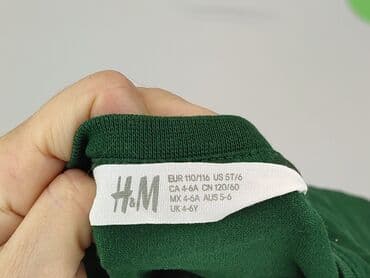 H&M
EUR 110/116 US 5T/6
CA 4-6A CN 120/60
MX 4-6A AUS 5-6
UK 4-6Y